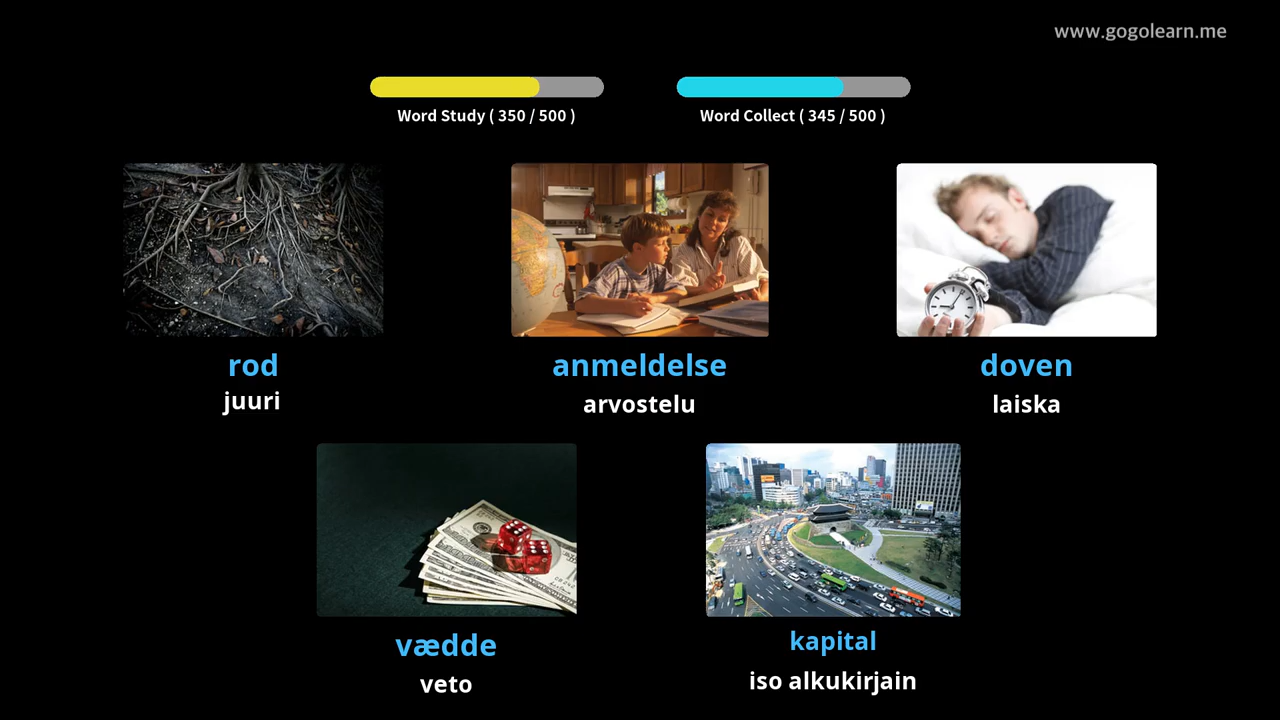 www.gogolearn.me
Word Study ( 350 / 500 )
Word Collect ( 345 / 500 )
rod
juuri
anmeldelse
arvostelu
doven
laiska
vædde
veto
kapital
iso alkukirjain